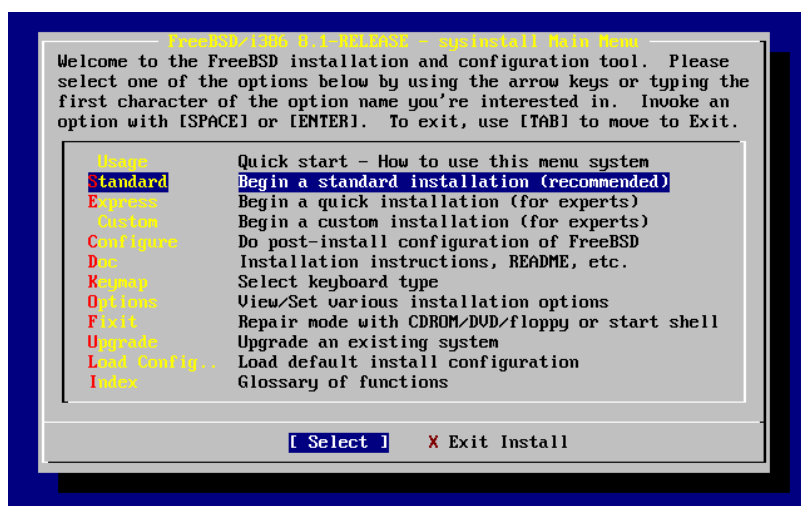 FreeBSD/i386 8.1-RELEASE - sysinstall Main Menu
Welcome to the FreeBSD installation and configuration tool.  Please
select one of the options below by using the arrow keys or typing the
first character of the option name you're interested in.  Invoke an
option with [SPACE] or [ENTER].  To exit, use [TAB] to move to Exit.
Usage Quick start - How to use this menu system
Standard Begin a standard installation (recommended)
Express Begin a quick installation (for experts)
Custom Begin a custom installation (for experts)
Configure Do post-install configuration of FreeBSD
Doc Installation instructions, README, etc.
Keymap Select keyboard type
Options View/Set various installation options
Fixit Repair mode with CDROM/DVD/floppy or start shell
Upgrade Upgrade an existing system
Load Config.. Load default install configuration
Index Glossary of functions
[ Select ] X Exit Install